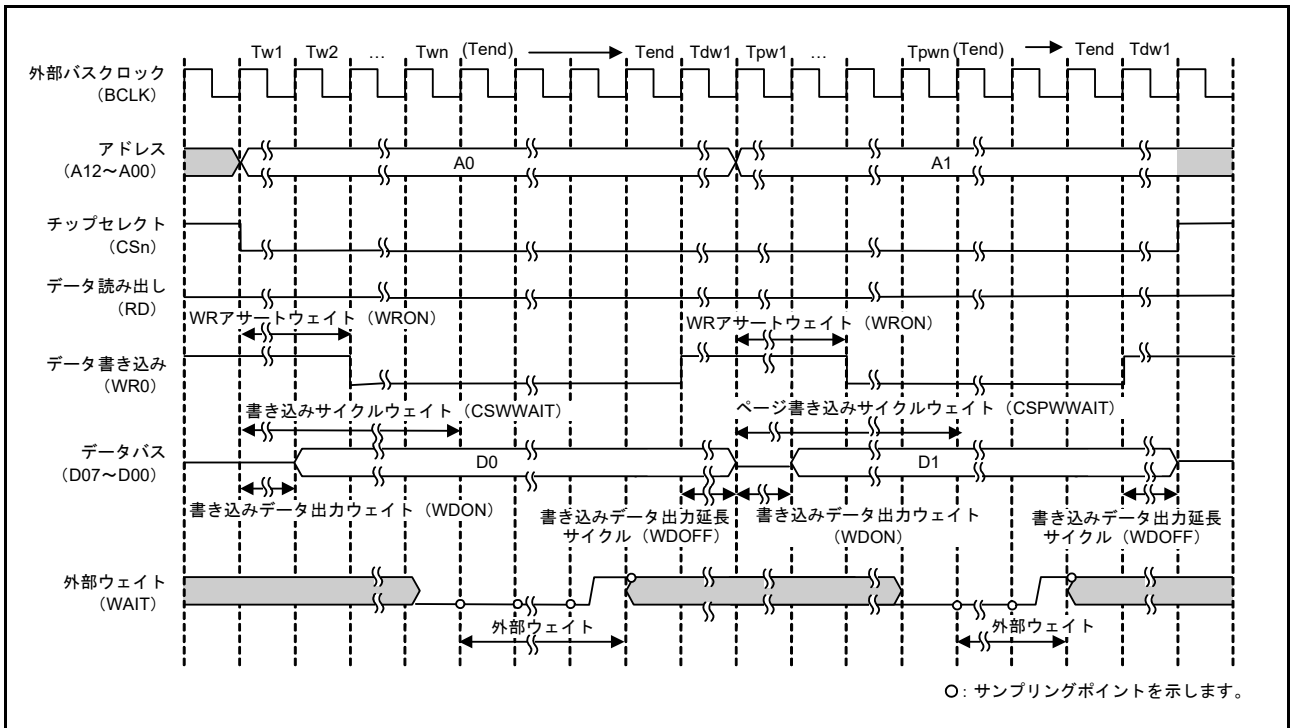 Tw1 Tw2 … Twn (Tend) Tend Tdw1 Tpw1 … Tpwn (Tend) Tend Tdw1
外部バスクロック
(BCLK)
アドレス
(A12～A00)
A0 A1
チップセレクト
(CSn)
データ読み出し
(RD)
WRアサートウェイト (WRON) WRアサートウェイト (WRON)
データ書き込み
(WR0)
書き込みサイクルウェイト (CSWWAIT) ページ書き込みサイクルウェイト (CSPWWAIT)
データバス
(D07～D00)
D0 D1
書き込みデータ出力ウェイト (WDON)
書き込みデータ出力延長
サイクル (WDOFF)
書き込みデータ出力ウェイト
(WDON)
書き込みデータ出力延長
サイクル (WDOFF)
外部ウェイト
(WAIT)
外部ウェイト 外部ウェイト
O: サンプリングポイントを示します。